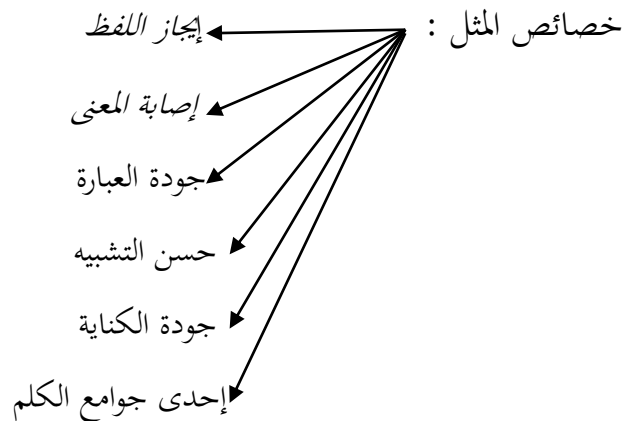 خصائص المثل :
إيجاز اللفظ
إصابة المعنى
جودة العبارة
حسن التشبيه
جودة الكناية
إحدى جوامع الكلم